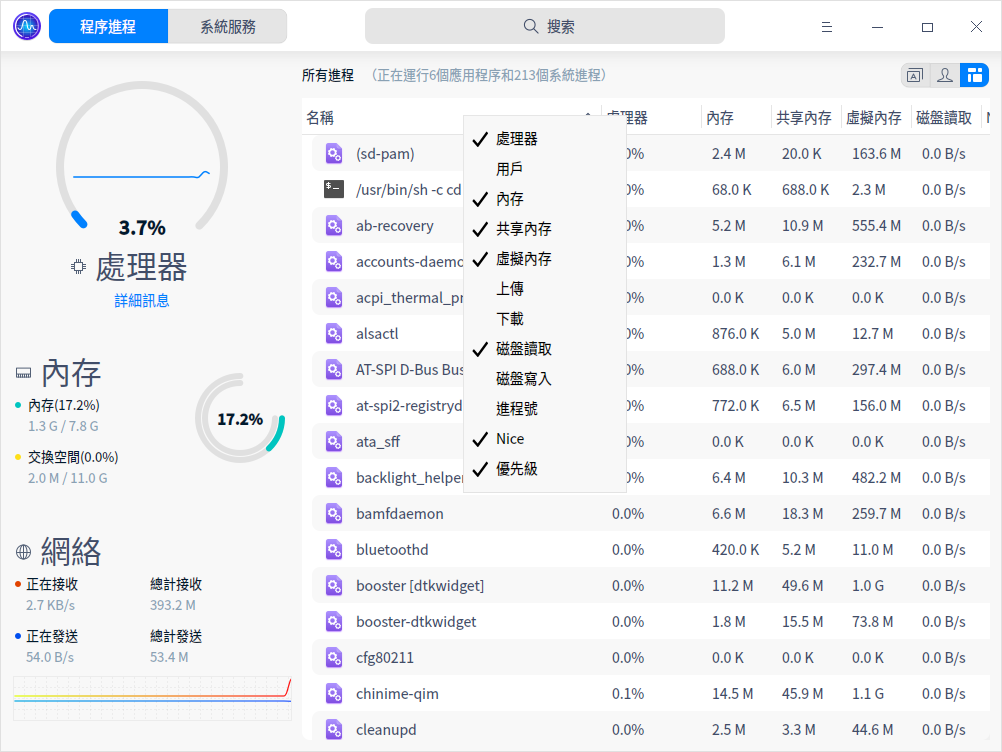 程序進程 系統服務 搜索
3.7%
處理器
詳細訊息
內存
內存(17.2%)
1.3 G / 7.8 G
交換空間(0.0%)
2.0 M / 11.0 G
17.2%
網絡
正在接收 總計接收
2.7 KB/s 393.2 M
正在發送 總計發送
54.0 B/s 53.4 M
所有進程 （正在運行6個應用程序和213個系統進程）
名稱 處理器 內存 共享內存 虛擬內存 磁盤讀取
(sd-pam) 0% 2.4 M 20.0 K 163.6 M 0.0 B/s
/usr/bin/sh -c cd 0% 68.0 K 688.0 K 2.3 M 0.0 B/s
ab-recovery 0% 5.2 M 10.9 M 555.4 M 0.0 B/s
accounts-daemo 0% 1.3 M 6.1 M 232.7 M 0.0 B/s
acpi_thermal_pr 0% 0.0 K 0.0 K 0.0 K 0.0 B/s
alsactl 0% 876.0 K 5.0 M 12.7 M 0.0 B/s
AT-SPI D-Bus Bus 0% 688.0 K 6.0 M 297.4 M 0.0 B/s
at-spi2-registryd 0% 772.0 K 6.5 M 156.0 M 0.0 B/s
ata_sff 0% 0.0 K 0.0 K 0.0 K 0.0 B/s
backlight_helper 0% 6.4 M 10.3 M 482.2 M 0.0 B/s
bamfdaemon 0.0% 6.6 M 18.3 M 259.7 M 0.0 B/s
bluetoothd 0.0% 420.0 K 5.2 M 11.0 M 0.0 B/s
booster [dtkwidget] 0.0% 11.2 M 49.6 M 1.0 G 0.0 B/s
booster-dtkwidget 0.0% 1.8 M 15.5 M 73.8 M 0.0 B/s
cfg80211 0.0% 0.0 K 0.0 K 0.0 K 0.0 B/s
chinime-qim 0.1% 14.5 M 45.9 M 1.1 G 0.0 B/s
cleanupd 0.0% 2.5 M 3.3 M 44.6 M 0.0 B/s
處理器
用戶
內存
共享內存
虛擬內存
上傳
下載
磁盤讀取
磁盤寫入
進程號
Nice
優先級